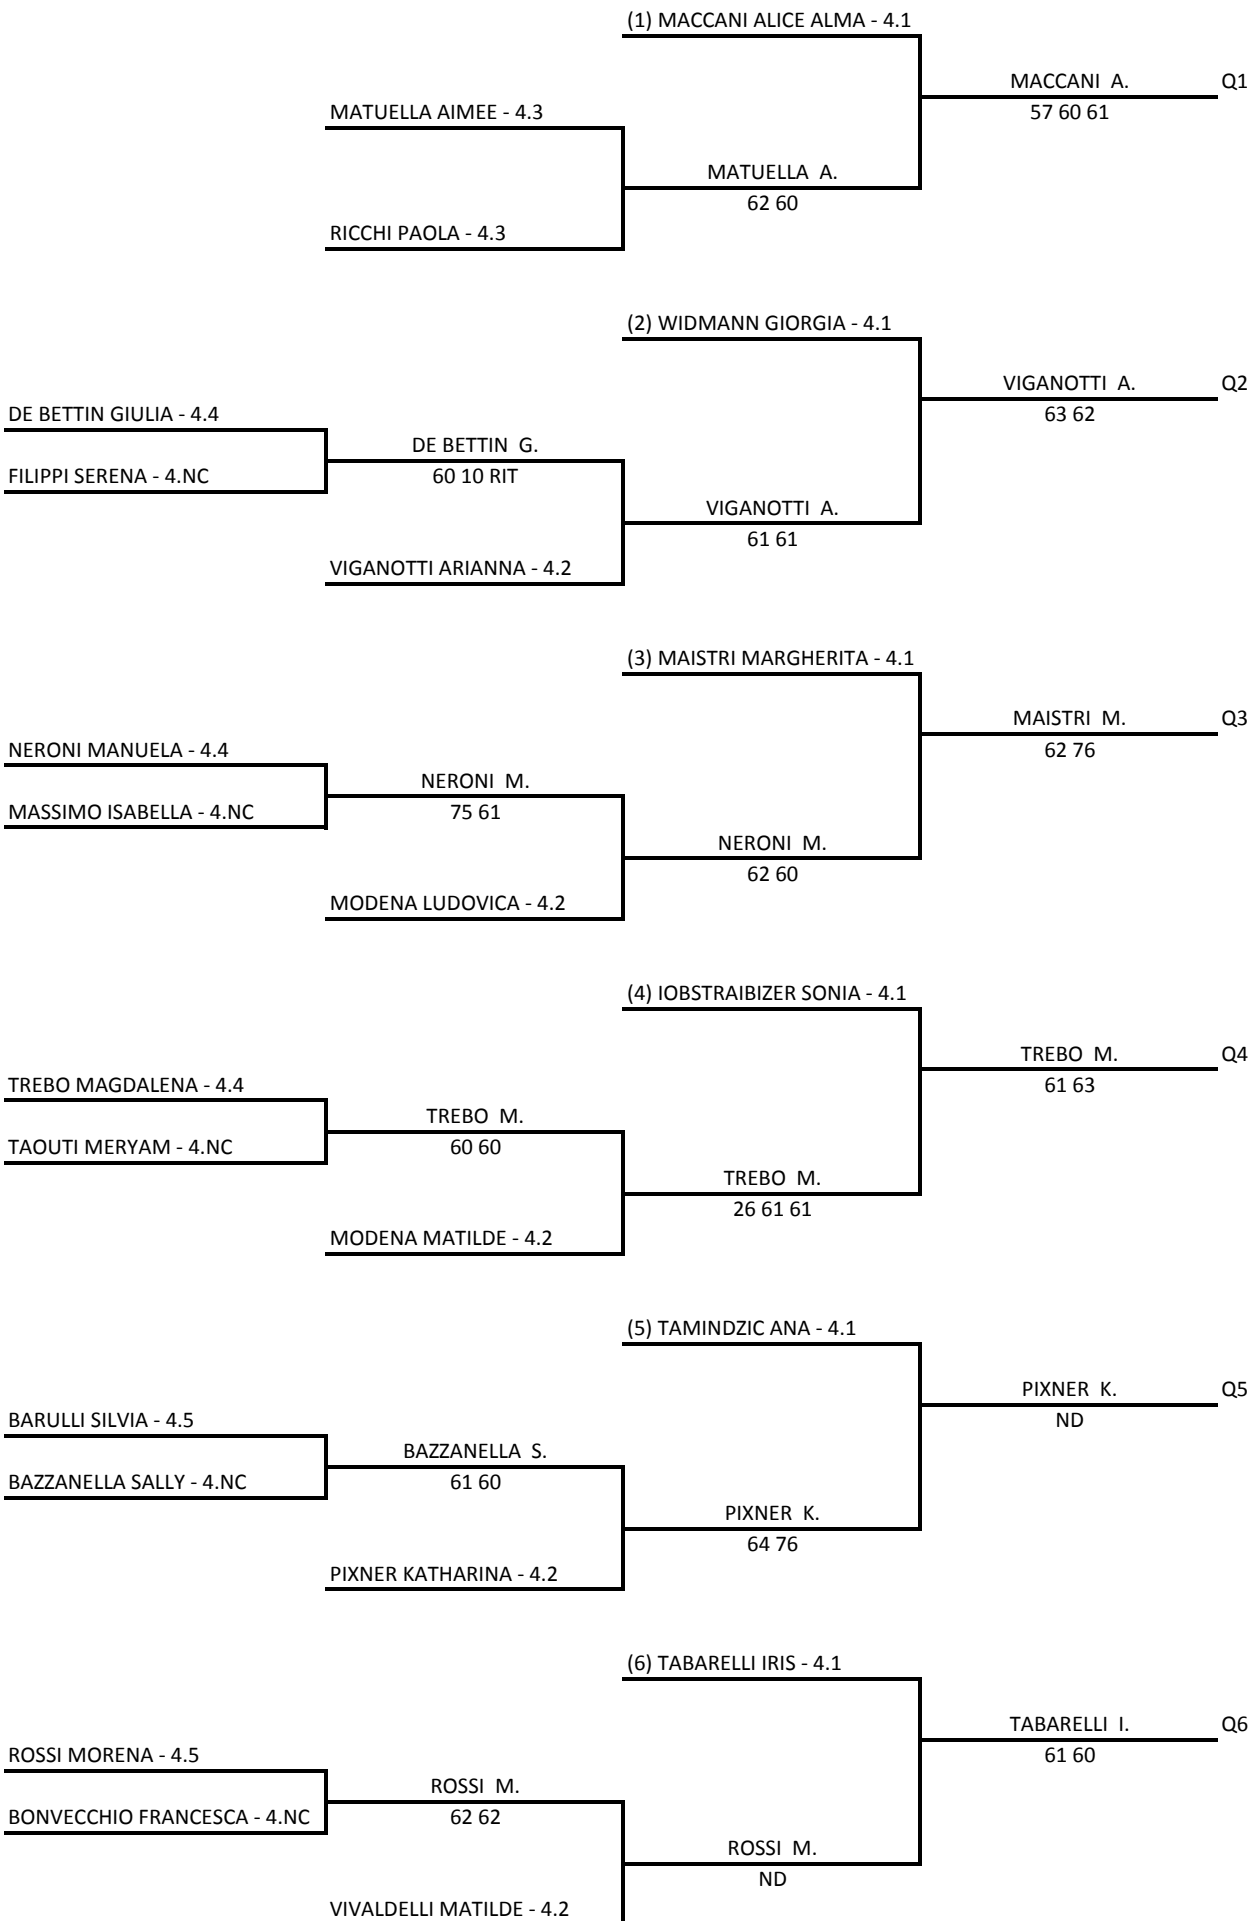 (1) MACCANI ALICE ALMA - 4.1
MACCANI A. Q1
57 60 61
MATUELLA AIMEE - 4.3
MATUELLA A.
62 60
RICCHI PAOLA - 4.3
(2) WIDMANN GIORGIA - 4.1
VIGANOTTI A. Q2
63 62
DE BETTIN GIULIA - 4.4
DE BETTIN G.
60 10 RIT
FILIPPI SERENA - 4.NC
VIGANOTTI A.
61 61
VIGANOTTI ARIANNA - 4.2
(3) MAISTRI MARGHERITA - 4.1
MAISTRI M. Q3
62 76
NERONI MANUELA - 4.4
NERONI M.
75 61
MASSIMO ISABELLA - 4.NC
NERONI M.
62 60
MODENA LUDOVICA - 4.2
(4) IOBSTRAIBIZER SONIA - 4.1
TREBO M. Q4
61 63
TREBO MAGDALENA - 4.4
TREBO M.
60 60
TAOUTI MERYAM - 4.NC
TREBO M.
26 61 61
MODENA MATILDE - 4.2
(5) TAMINDZIC ANA - 4.1
PIXNER K. Q5
ND
BARULLI SILVIA - 4.5
BAZZANELLA S.
61 60
BAZZANELLA SALLY - 4.NC
PIXNER K.
64 76
PIXNER KATHARINA - 4.2
(6) TABARELLI IRIS - 4.1
TABARELLI I. Q6
61 60
ROSSI MORENA - 4.5
ROSSI M.
62 62
BONVECCHIO FRANCESCA - 4.NC
ROSSI M.
ND
VIVALDELLI MATILDE - 4.2